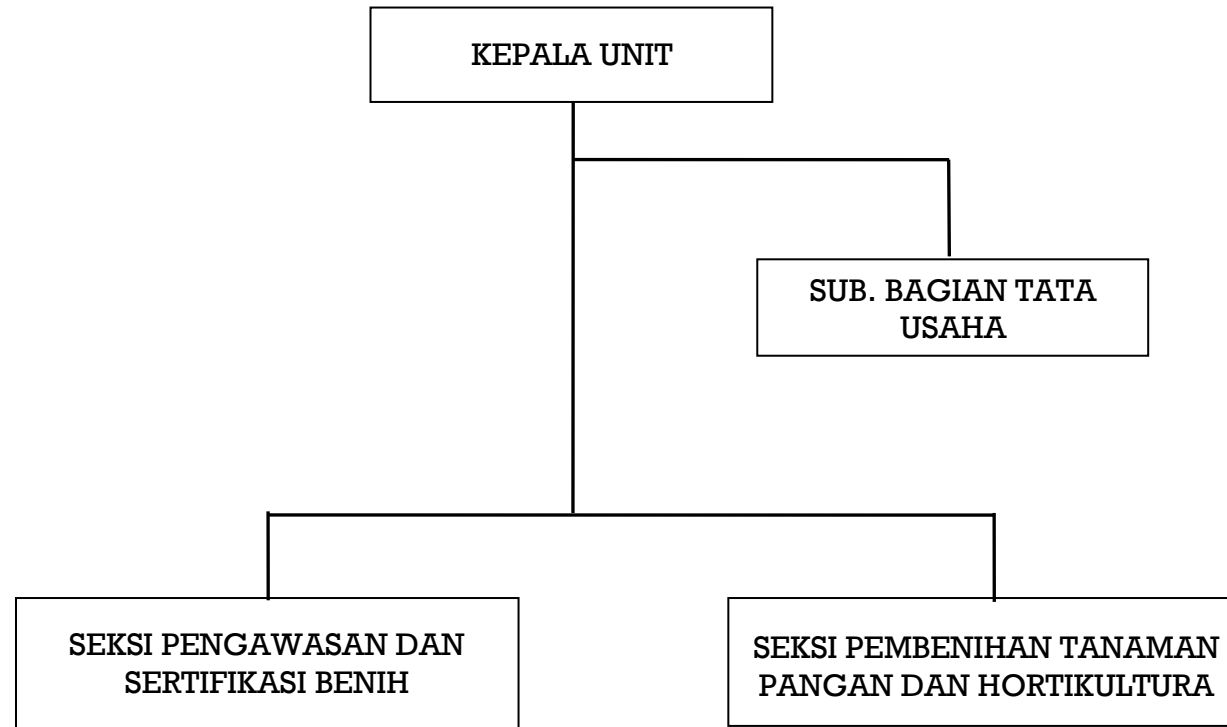 KEPALA UNIT
SUB. BAGIAN TATA
USAHA
SEKSI PENGAWASAN DAN
SERTIFIKASI BENIH
SEKSI PEMBENIHAN TANAMAN
PANGAN DAN HORTIKULTURA